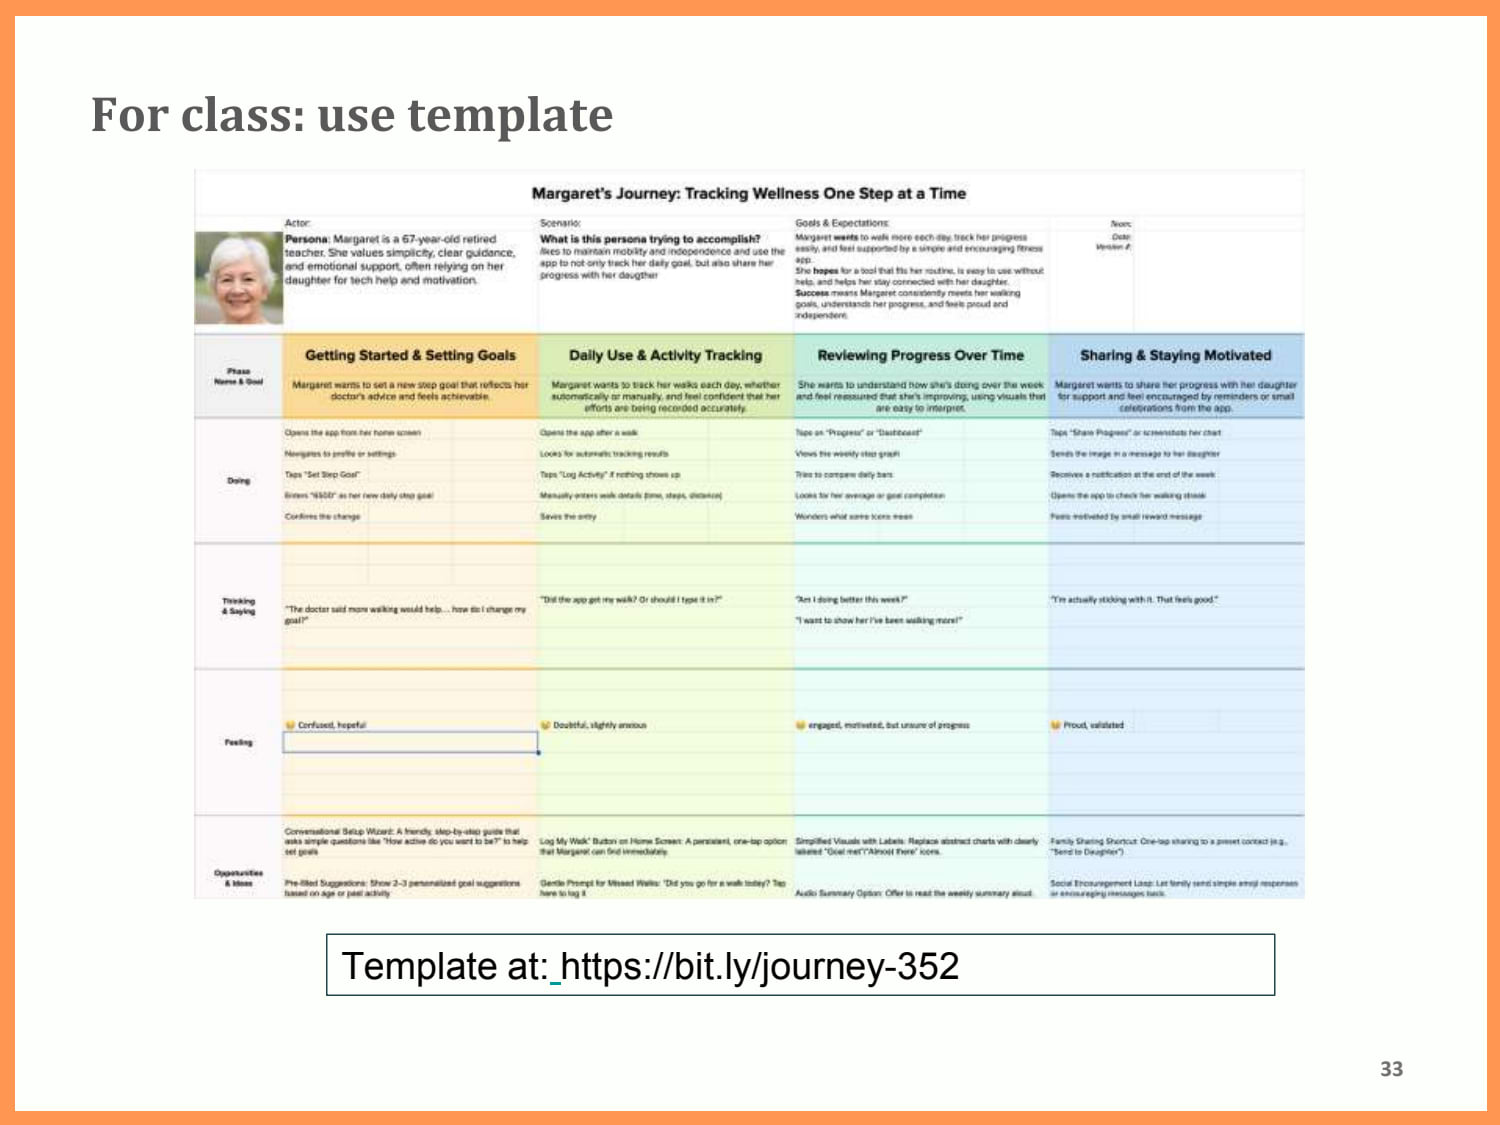 For class: use template
Margaret's Journey: Tracking Wellness One Step at a Time
Actor:
Persona: Margaret is a 67-year-old retired
teacher. She values simplicity, clear guidance,
and emotional support, often relying on her
daughter for tech help and motivation.
Scenario:
What is this persona trying to accomplish?
likes to maintain mobility and independence and use the
app to not only track her daily goal, but also share her
progress with her daugther
Goals & Expectations:
Margaret wants to walk more each day, track her progress
easily, and feel supported by a simple and encouraging fitness
app.
She hopes for a tool that fits her routine, is easy to use without
help, and helps her stay connected with her daughter.
Success means Margaret consistently meets her walking
goals, understands her progress, and feels proud and
independent.
Date:
Version #:
Phase
Name & Goal
Getting Started & Setting Goals
Margaret wants to set a new step goal that reflects her
doctor's advice and feels achievable.
Daily Use & Activity Tracking
Margaret wants to track her walks each day, whether
automatically or manually, and feel confident that her
efforts are being recorded accurately.
Reviewing Progress Over Time
She wants to understand how she's doing over the week
and feel reassured that she's improving, using visuals that
are easy to interpret.
Sharing & Staying Motivated
Margaret wants to share her progress with her daughter
for support and feel encouraged by reminders or small
celebrations from the app.
Doing
Opens the app from her home screen
Navigates to profile or settings
Taps "Set Step Goal"
Enters "6500" as her new daily step goal
Confirms the change
Opens the app after a walk
Looks for automatic tracking results
Taps "Log Activity" if nothing shows up
Manually enters walk details (time, steps, distance)
Saves the entry
Taps on "Progress" or "Dashboard"
Views the weekly step graph
Tries to compare daily bars
Looks for her average or goal completion
Wonders what some icons mean
Taps "Share Progress" or screenshots her chart
Sends the image in a message to her daughter
Receives a notification at the end of the week
Opens the app to check her walking streak
Feels motivated by small reward message
Thinking
& Saying
"The doctor said more walking would help... how do I change my
goal?"
"Did the app get my walk? Or should I type it in?"
"Am I doing better this week?"
"I want to show her I've been walking more!"
"I'm actually sticking with it. That feels good."
Feeling
Confused, hopeful
Doubtful, slightly anxious
engaged, motivated, but unsure of progress
Proud, validated
Opportunities
& Ideas
Conversational Setup Wizard: A friendly, step-by-step guide that
asks simple questions like "How active do you want to be?" to help
set goals
Pre-filled Suggestions: Show 2–3 personalized goal suggestions
based on age or past activity
Log My Walk" Button on Home Screen: A persistent, one-tap option
that Margaret can find immediately.
Gentle Prompt for Missed Walks: "Did you go for a walk today? Tap
here to log it
Simplified Visuals with Labels: Replace abstract charts with clearly
labeled "Goal met"/"Almost there" icons.
Audio Summary Option: Offer to read the weekly summary aloud.
Family Sharing Shortcut: One-tap sharing to a preset contact (e.g.,
"Send to Daughter")
Social Encouragement Loop: Let family send simple emoji responses
or encouraging messages back.
Template at: https://bit.ly/journey-352
33